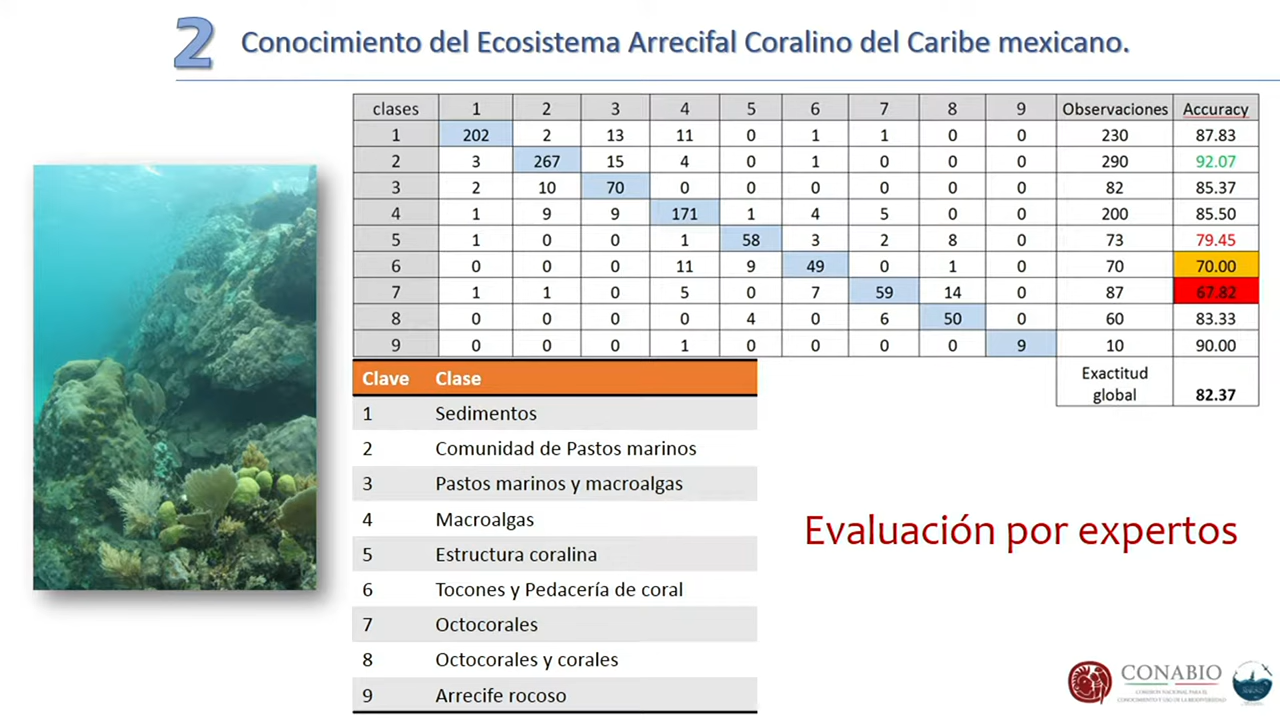 2 Conocimiento del Ecosistema Arrecifal Coralino del Caribe mexicano.
clases 1 2 3 4 5 6 7 8 9 Observaciones Accuracy
1 202 2 13 11 0 1 1 0 0 230 87.83
2 3 267 15 4 0 1 0 0 0 290 92.07
3 2 10 70 0 0 0 0 0 0 82 85.37
4 1 9 9 171 1 4 5 0 0 200 85.50
5 1 0 0 1 58 3 2 8 0 73 79.45
6 0 0 0 11 9 49 0 1 0 70 70.00
7 1 1 0 5 0 7 59 14 0 87 67.82
8 0 0 0 0 4 0 6 50 0 60 83.33
9 0 0 0 1 0 0 0 0 9 10 90.00
Exactitud
global 82.37
Clave Clase
1 Sedimentos
2 Comunidad de Pastos marinos
3 Pastos marinos y macroalgas
4 Macroalgas
5 Estructura coralina
6 Tocones y Pedacería de coral
7 Octocorales
8 Octocorales y corales
9 Arrecife rocoso
Evaluación por expertos
CONABIO
COMISIÓN NACIONAL PARA EL
CONOCIMIENTO Y USO DE LA BIODIVERSIDAD